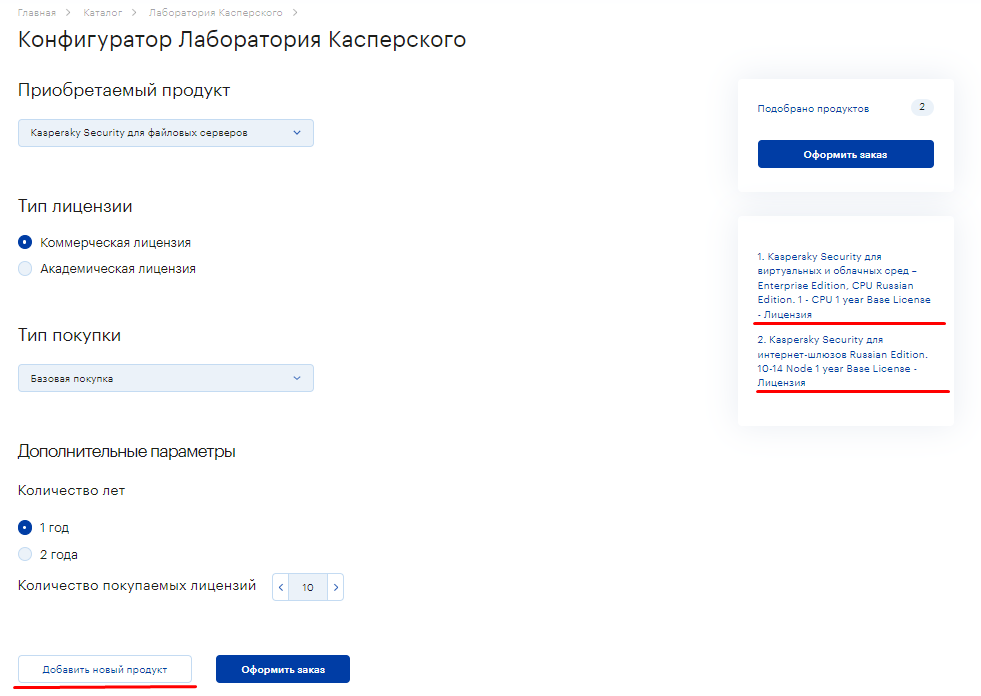 Главная > Каталог > Лаборатория Касперского >
Конфигуратор Лаборатория Касперского
Приобретаемый продукт
Kaspersky Security для файловых серверов
Тип лицензии
Коммерческая лицензия
Академическая лицензия
Тип покупки
Базовая покупка
Дополнительные параметры
Количество лет
1 год
2 года
Количество покупаемых лицензий < 10 >
Добавить новый продукт
Оформить заказ
Подобрано продуктов 2
Оформить заказ
1. Kaspersky Security для
виртуальных и облачных сред –
Enterprise Edition, CPU Russian
Edition. 1 - CPU 1 year Base License
- Лицензия
2. Kaspersky Security для
интернет-шлюзов Russian Edition.
10-14 Node 1 year Base License -
Лицензия